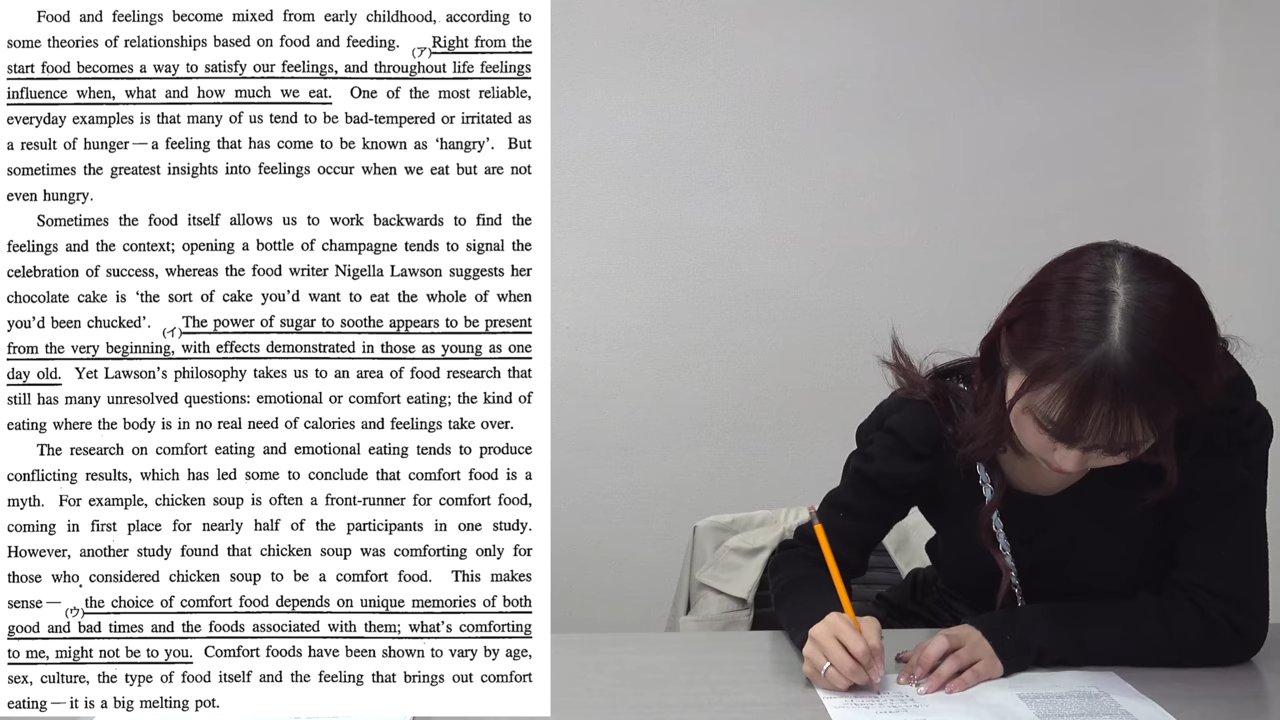 Food and feelings become mixed from early childhood, according to
some theories of relationships based on food and feeding. (ア)Right from the
start food becomes a way to satisfy our feelings, and throughout life feelings
influence when, what and how much we eat. One of the most reliable,
everyday examples is that many of us tend to be bad-tempered or irritated as
a result of hunger—a feeling that has come to be known as ‘hangry’. But
sometimes the greatest insights into feelings occur when we eat but are not
even hungry.
Sometimes the food itself allows us to work backwards to find the
feelings and the context; opening a bottle of champagne tends to signal the
celebration of success, whereas the food writer Nigella Lawson suggests her
chocolate cake is ‘the sort of cake you’d want to eat the whole of when
you’d been chucked’. (イ)The power of sugar to soothe appears to be present
from the very beginning, with effects demonstrated in those as young as one
day old. Yet Lawson’s philosophy takes us to an area of food research that
still has many unresolved questions: emotional or comfort eating; the kind of
eating where the body is in no real need of calories and feelings take over.
The research on comfort eating and emotional eating tends to produce
conflicting results, which has led some to conclude that comfort food is a
myth. For example, chicken soup is often a front-runner for comfort food,
coming in first place for nearly half of the participants in one study.
However, another study found that chicken soup was comforting only for
those who considered chicken soup to be a comfort food. This makes
sense—(ウ)the choice of comfort food depends on unique memories of both
good and bad times and the foods associated with them; what’s comforting
to me, might not be to you. Comfort foods have been shown to vary by age,
sex, culture, the type of food itself and the feeling that brings out comfort
eating—it is a big melting pot.